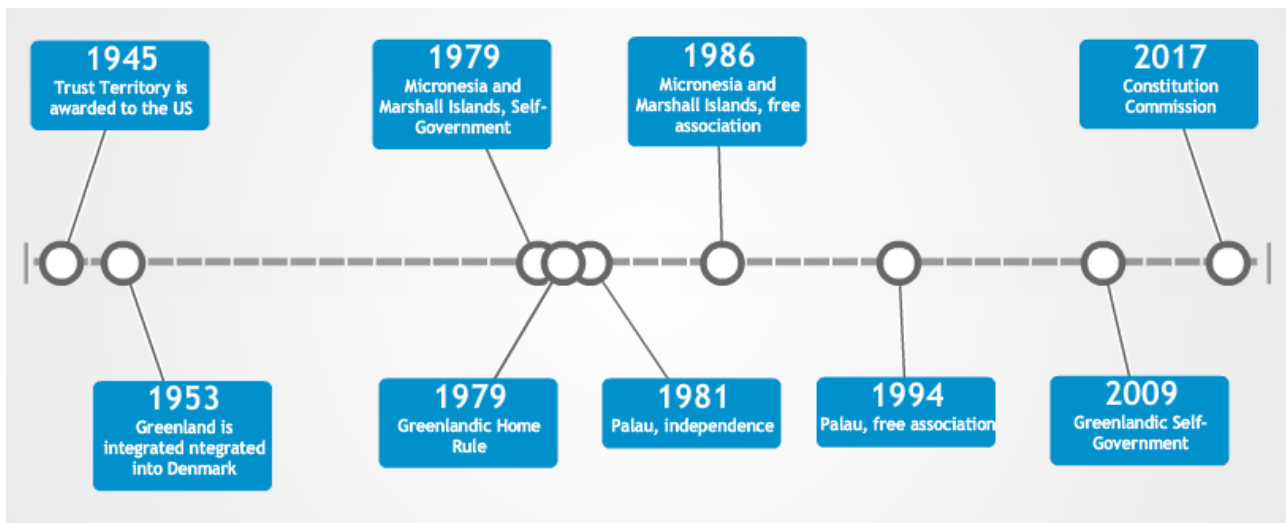 1945
Trust Territory is
awarded to the US
1979
Micronesia and
Marshall Islands, Self-
Government
1986
Micronesia and
Marshall Islands, free
association
2017
Constitution
Commission
1953
Greenland is
integrated ntegrated
into Denmark
1979
Greenlandic Home
Rule
1981
Palau, independence
1994
Palau, free association
2009
Greenlandic Self-
Government